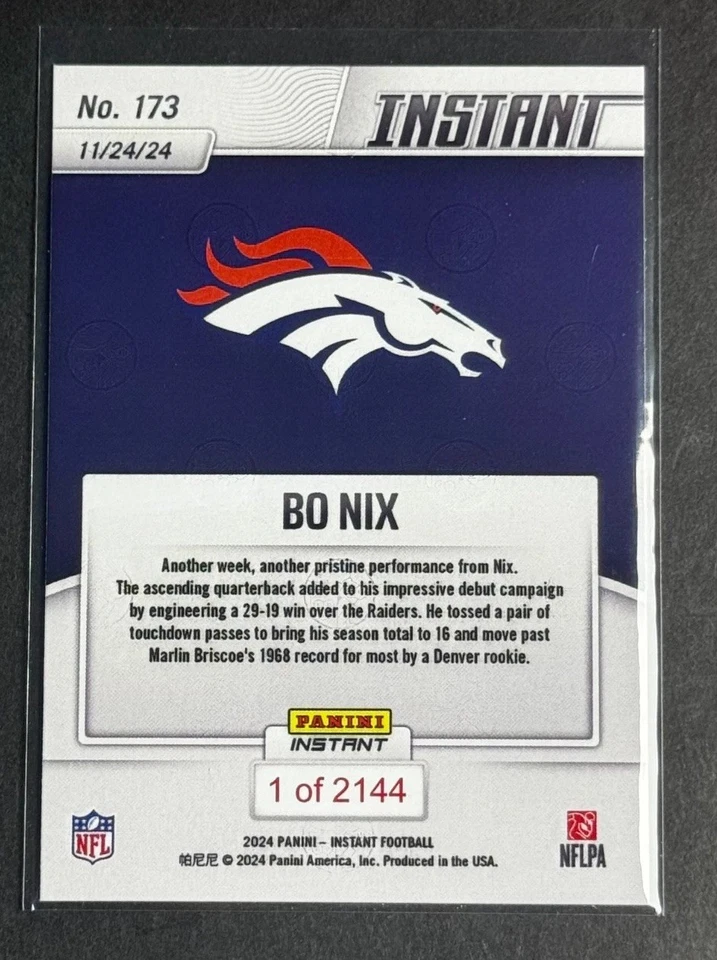 No. 173
INSTANT
11/24/24
BO NIX
Another week, another pristine performance from Nix.
The ascending quarterback added to his impressive debut campaign
by engineering a 29-19 win over the Raiders. He tossed a pair of
touchdown passes to bring his season total to 16 and move past
Marlin Briscoe's 1968 record for most by a Denver rookie.
PANINI
INSTANT
1 of 2144
NFL
NFLPA
2024 PANINI – INSTANT FOOTBALL
帕尼尼 © 2024 Panini America, Inc. Produced in the USA.